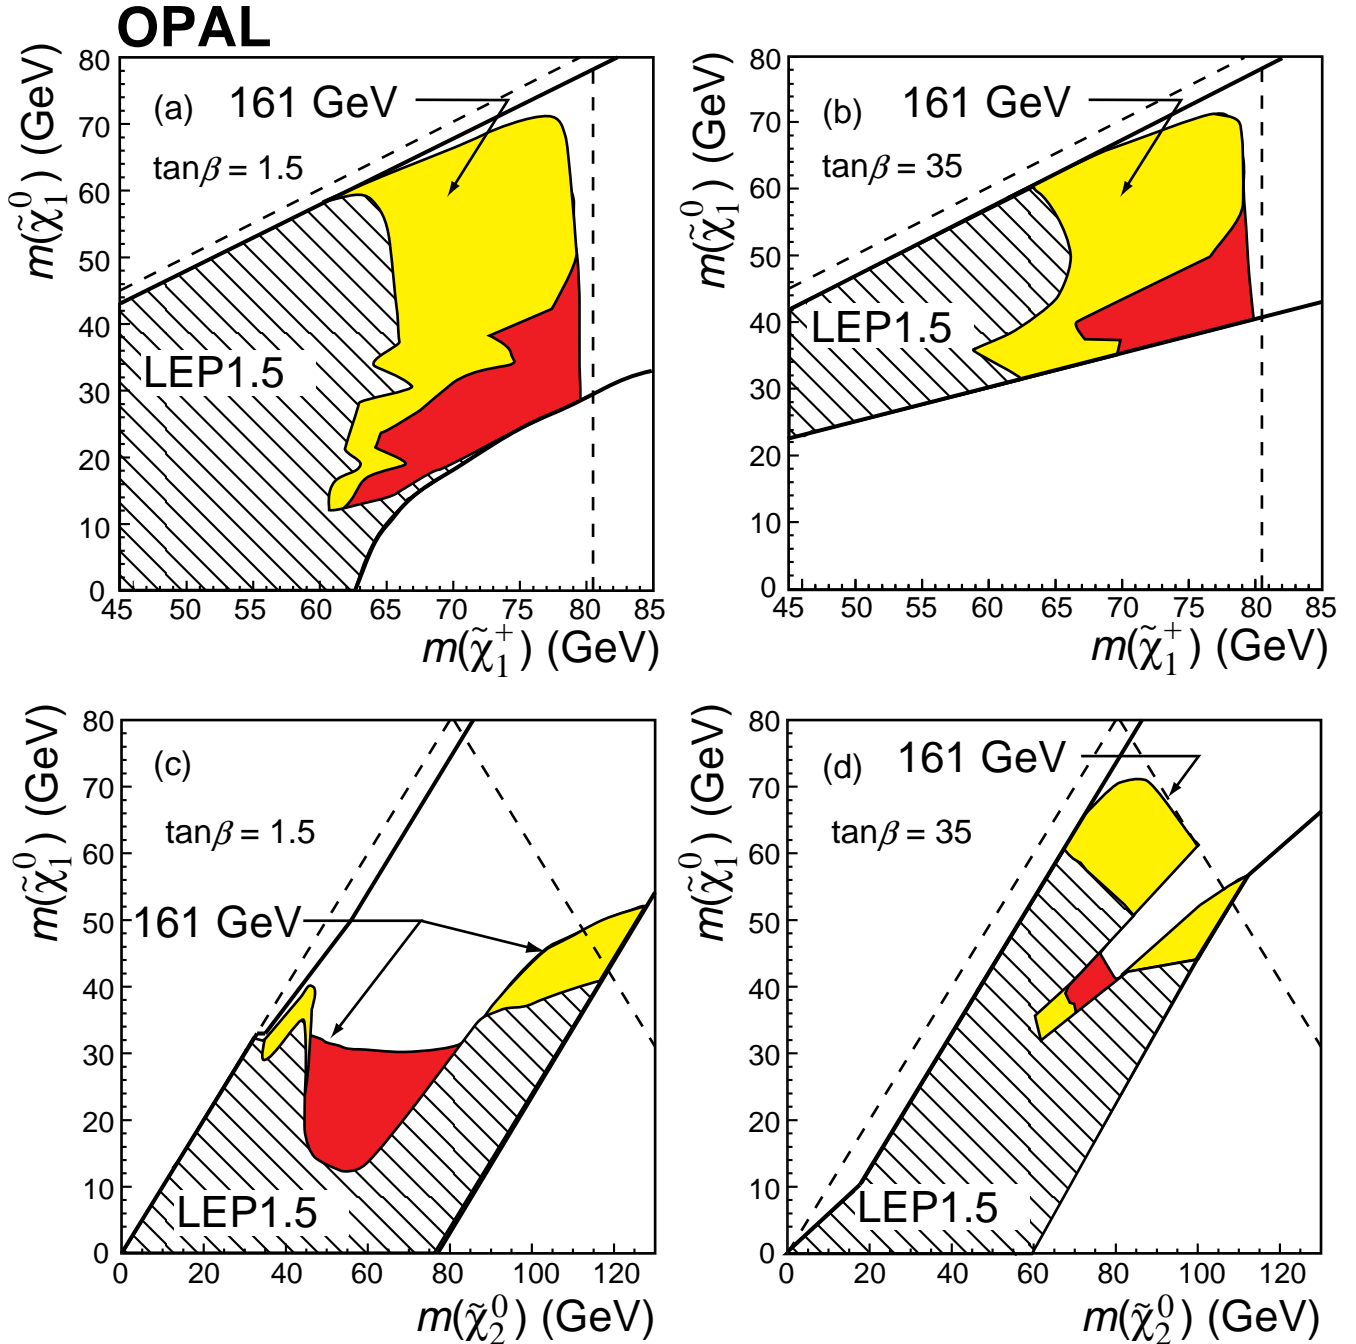 OPAL
(a)
161 GeV
tanβ = 1.5
LEP1.5
m(χ̃₁⁰) (GeV)
80
70
60
50
40
30
20
10
0
45 50 55 60 65 70 75 80 85
m(χ̃₁⁺) (GeV)
(b)
161 GeV
tanβ = 35
LEP1.5
m(χ̃₁⁰) (GeV)
80
70
60
50
40
30
20
10
0
45 50 55 60 65 70 75 80 85
m(χ̃₁⁺) (GeV)
(c)
tanβ = 1.5
161 GeV
LEP1.5
m(χ̃₁⁰) (GeV)
80
70
60
50
40
30
20
10
0
0 20 40 60 80 100 120
m(χ̃₂⁰) (GeV)
(d)
161 GeV
tanβ = 35
LEP1.5
m(χ̃₁⁰) (GeV)
80
70
60
50
40
30
20
10
0
0 20 40 60 80 100 120
m(χ̃₂⁰) (GeV)